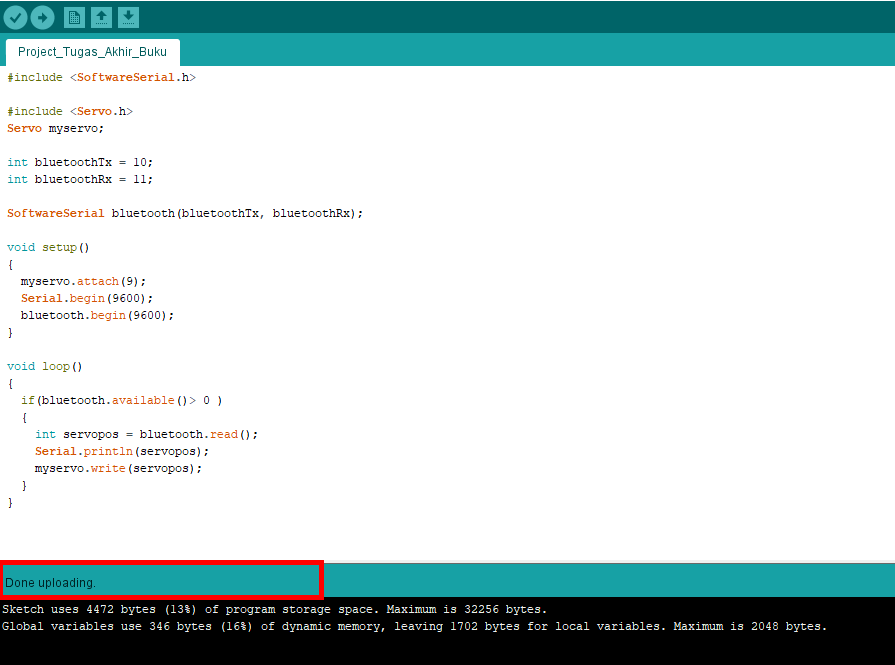 Project_Tugas_Akhir_Buku
#include <SoftwareSerial.h>
#include <Servo.h>
Servo myservo;
int bluetoothTx = 10;
int bluetoothRx = 11;
SoftwareSerial bluetooth(bluetoothTx, bluetoothRx);
void setup()
{
  myservo.attach(9);
  Serial.begin(9600);
  bluetooth.begin(9600);
}
void loop()
{
  if(bluetooth.available()> 0 )
  {
    int servopos = bluetooth.read();
    Serial.println(servopos);
    myservo.write(servopos);
  }
}
Done uploading.
Sketch uses 4472 bytes (13%) of program storage space. Maximum is 32256 bytes.
Global variables use 346 bytes (16%) of dynamic memory, leaving 1702 bytes for local variables. Maximum is 2048 bytes.